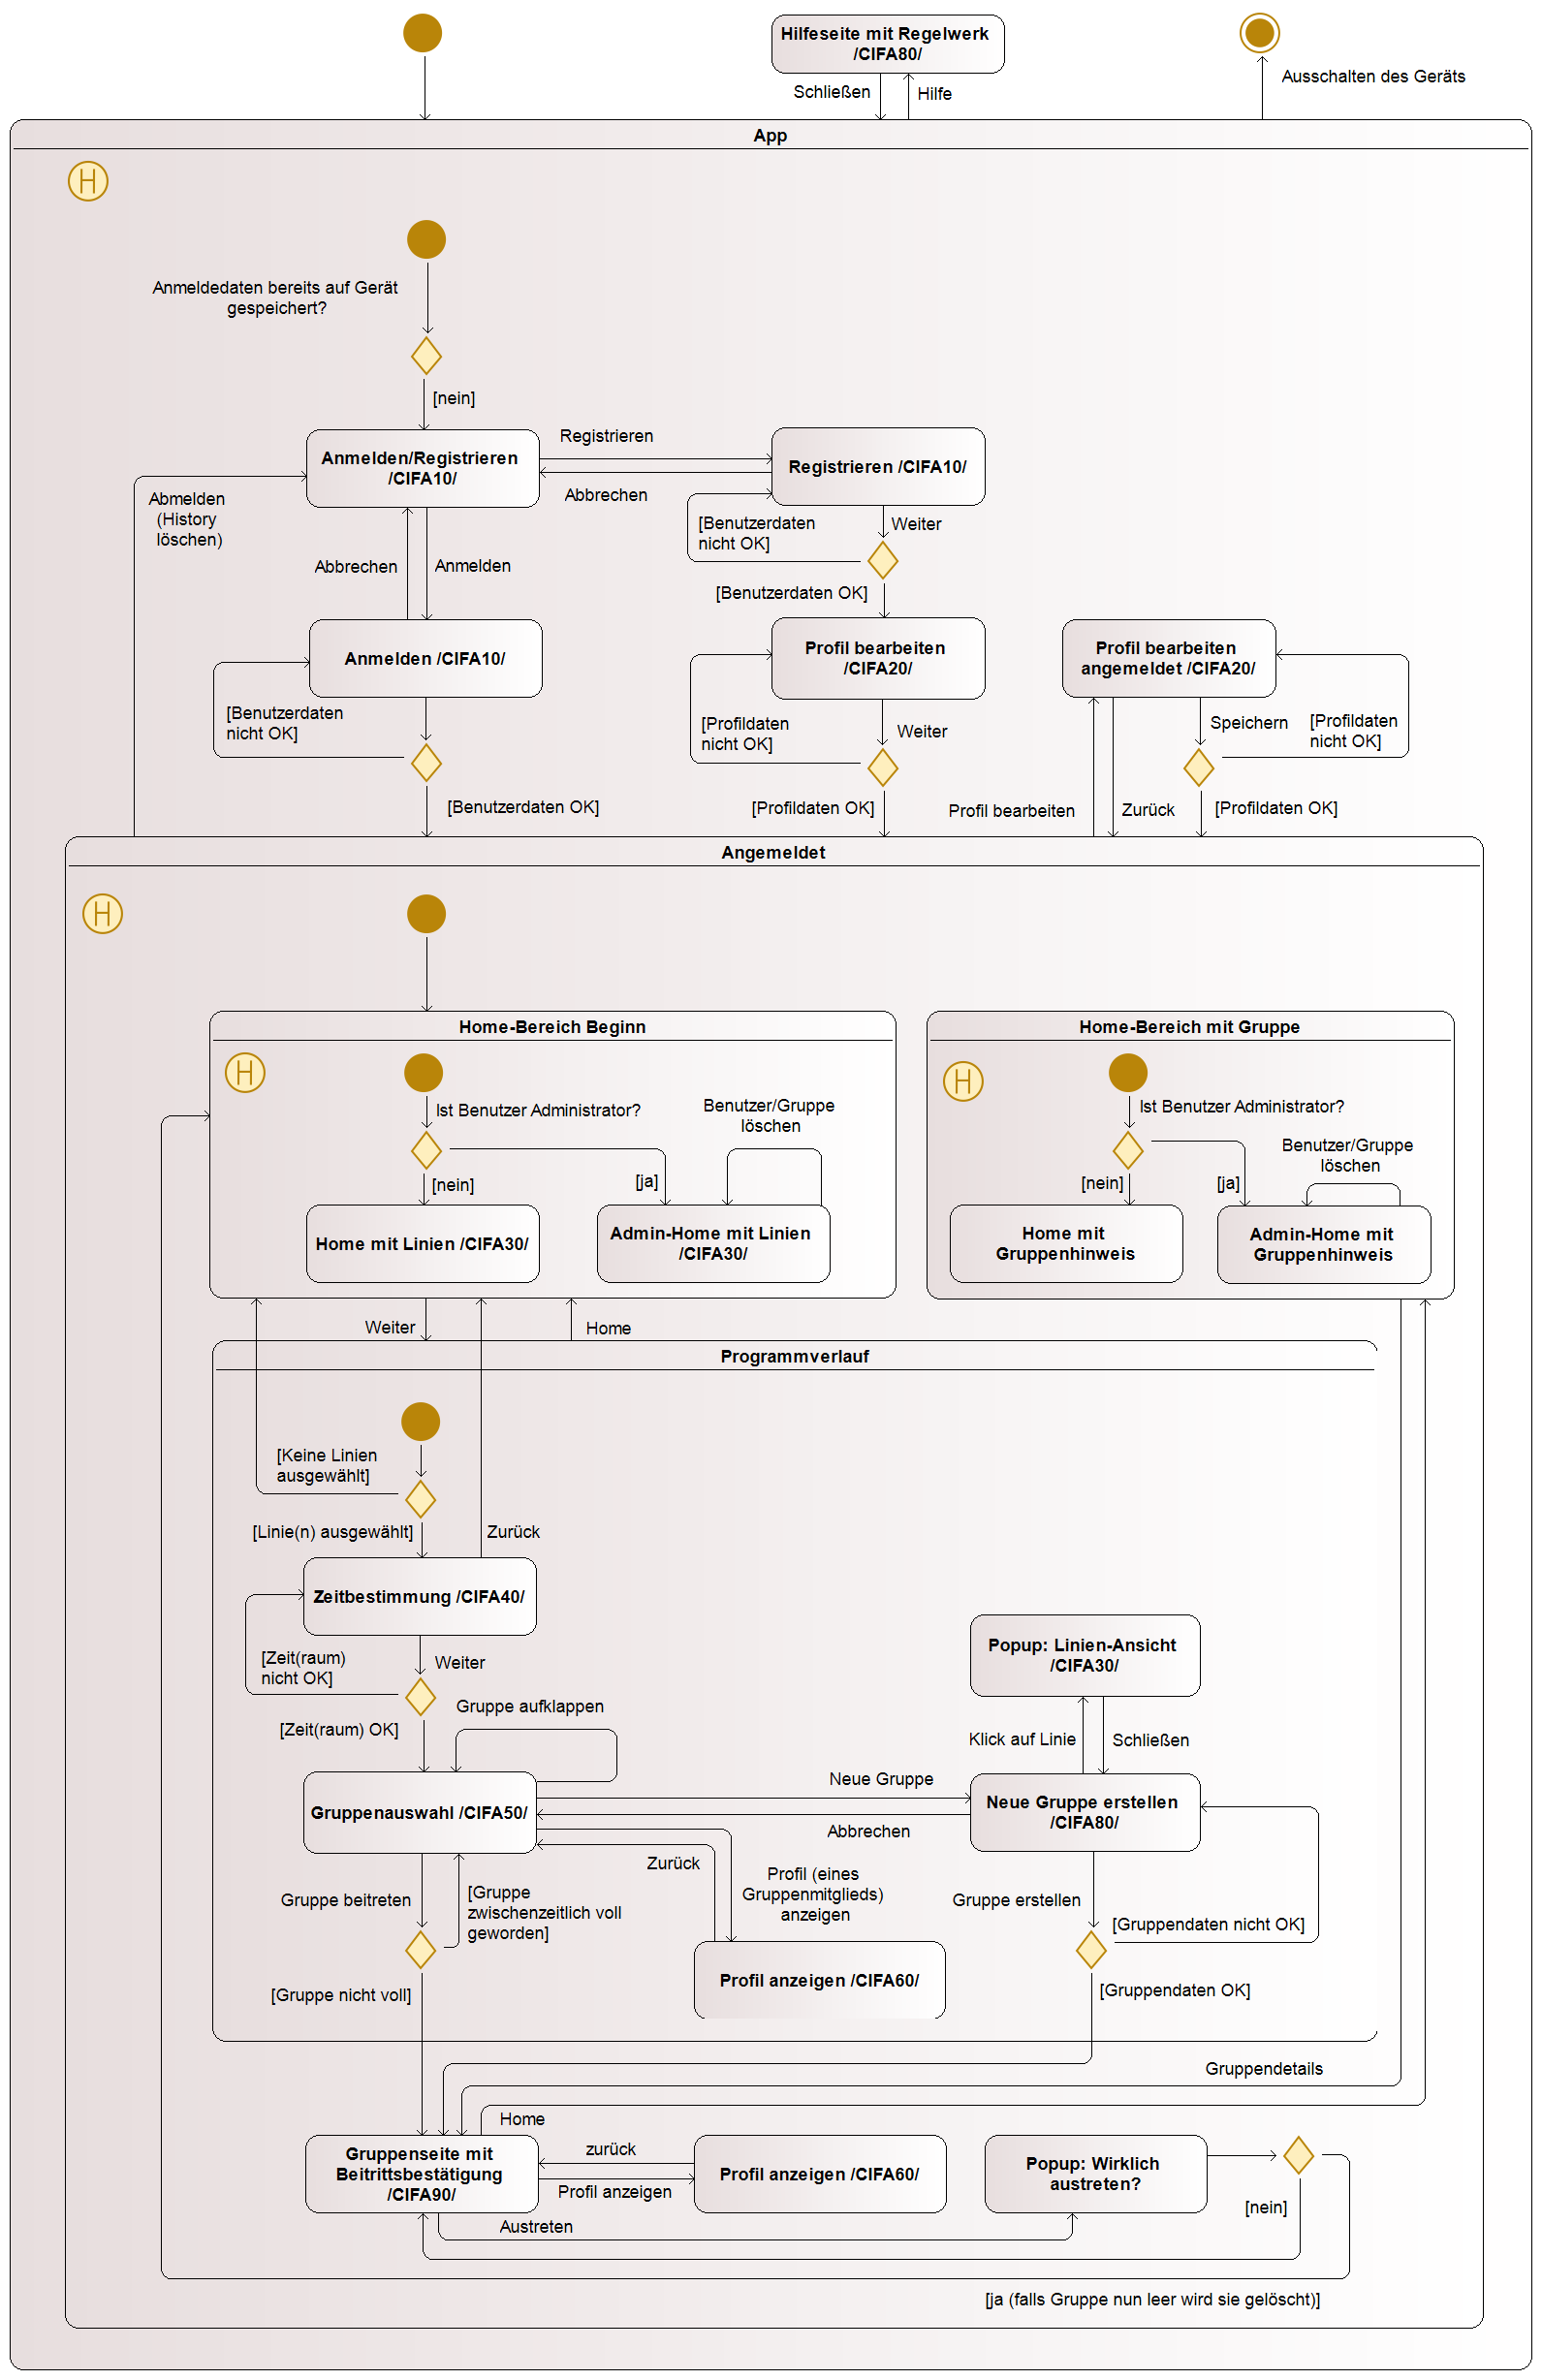 Hilfeseite mit Regelwerk
/CIFA80/
Ausschalten des Geräts
Schließen
Hilfe
App
H
Anmeldedaten bereits auf Gerät
gespeichert?
[nein]
Anmelden/Registrieren
/CIFA10/
Registrieren
Abbrechen
Registrieren /CIFA10/
Abmelden
(History
löschen)
Abbrechen
Anmelden
[Benutzerdaten
nicht OK]
Weiter
[Benutzerdaten OK]
Anmelden /CIFA10/
Profil bearbeiten
/CIFA20/
Profil bearbeiten
angemeldet /CIFA20/
[Benutzerdaten
nicht OK]
[Profildaten
nicht OK]
Weiter
Speichern
[Profildaten
nicht OK]
[Benutzerdaten OK]
[Profildaten OK]
Profil bearbeiten
Zurück
[Profildaten OK]
Angemeldet
H
Home-Bereich Beginn
H
Ist Benutzer Administrator?
Benutzer/Gruppe
löschen
[nein]
[ja]
Home mit Linien /CIFA30/
Admin-Home mit Linien
/CIFA30/
Home-Bereich mit Gruppe
H
Ist Benutzer Administrator?
Benutzer/Gruppe
löschen
[nein]
[ja]
Home mit
Gruppenhinweis
Admin-Home mit
Gruppenhinweis
Weiter
Home
Programmverlauf
[Keine Linien
ausgewählt]
[Linie(n) ausgewählt]
Zurück
Zeitbestimmung /CIFA40/
[Zeit(raum)
nicht OK]
Weiter
[Zeit(raum) OK]
Gruppe aufklappen
Popup: Linien-Ansicht
/CIFA30/
Klick auf Linie
Schließen
Gruppenauswahl /CIFA50/
Neue Gruppe
Abbrechen
Neue Gruppe erstellen
/CIFA80/
Zurück
Profil (eines
Gruppenmitglieds)
anzeigen
Gruppe beitreten
[Gruppe
zwischenzeitlich voll
geworden]
Gruppe erstellen
[Gruppendaten nicht OK]
[Gruppe nicht voll]
Profil anzeigen /CIFA60/
[Gruppendaten OK]
Gruppendetails
Home
Gruppenseite mit
Beitrittsbestätigung
/CIFA90/
zurück
Profil anzeigen
Profil anzeigen /CIFA60/
Popup: Wirklich
austreten?
[nein]
Austreten
[ja (falls Gruppe nun leer wird sie gelöscht)]